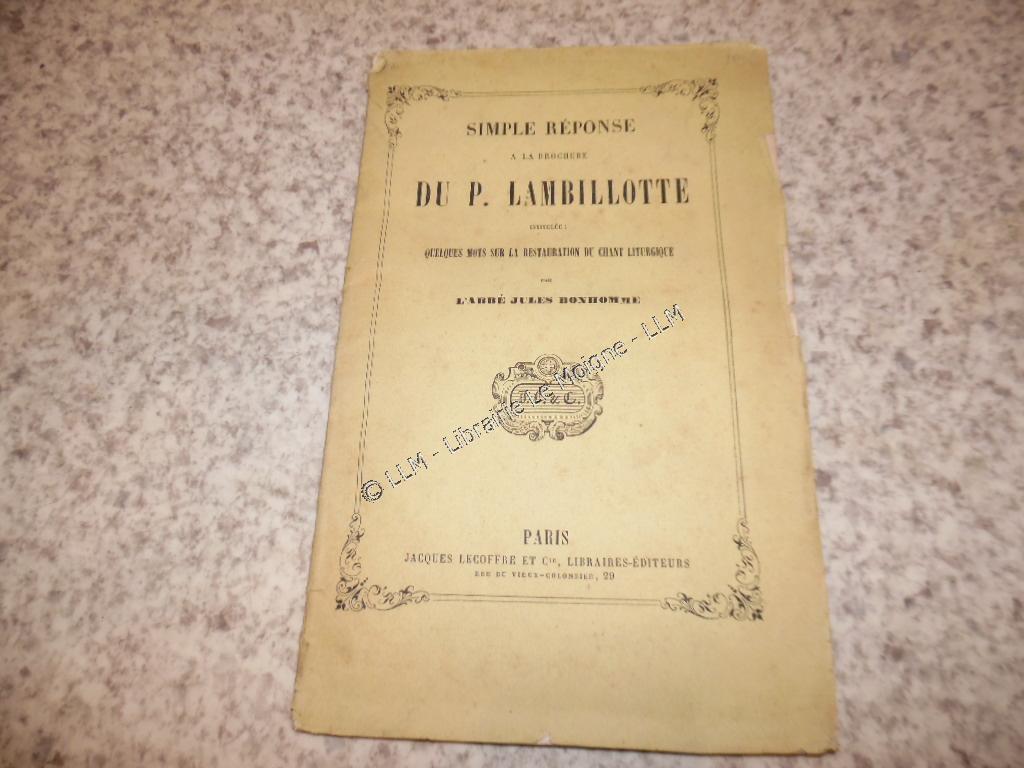 SIMPLE RÉPONSE
A LA BROCHURE
DU P. LAMBILLOTTE
INTITULÉE :
QUELQUES MOTS SUR LA RESTAURATION DU CHANT LITURGIQUE
PAR
L'ABBÉ JULES BONHOMME
& C.
© LLM - Librairie Le Moigne - LLM
PARIS
JACQUES LECOFFRE ET Cie, LIBRAIRES-ÉDITEURS
RUE DU VIEUX-COLOMBIER, 29